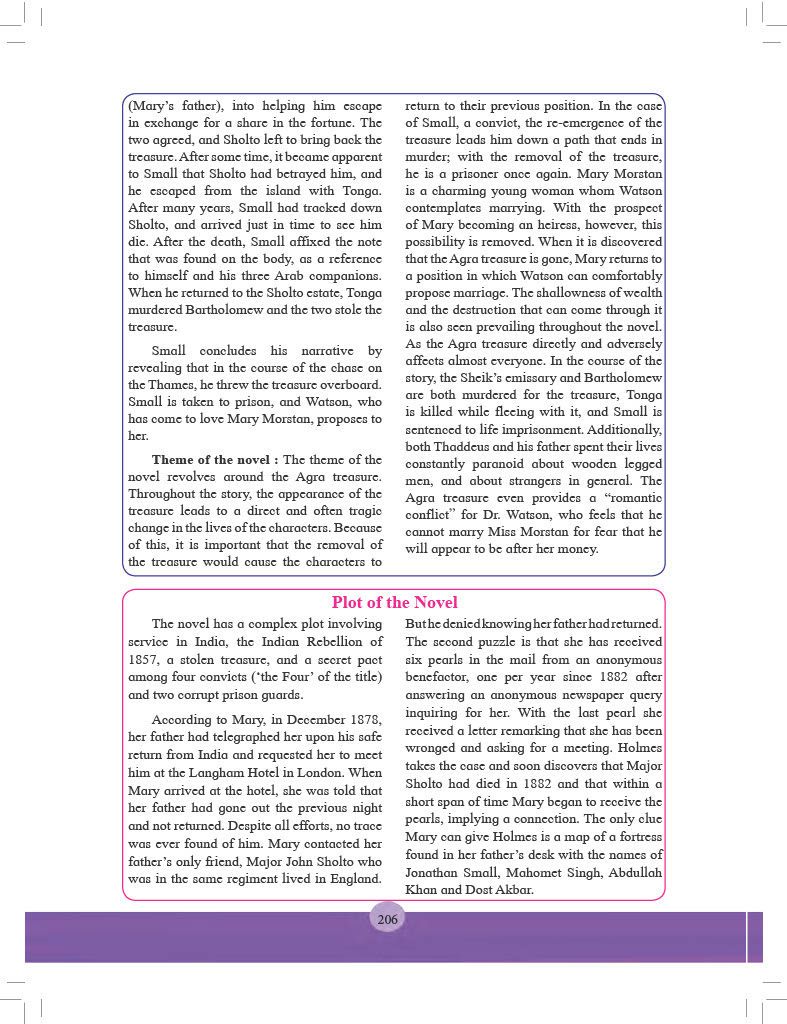 (Mary’s father), into helping him escape
in exchange for a share in the fortune. The
two agreed, and Sholto left to bring back the
treasure. After some time, it became apparent
to Small that Sholto had betrayed him, and
he escaped from the island with Tonga.
After many years, Small had tracked down
Sholto, and arrived just in time to see him
die. After the death, Small affixed the note
that was found on the body, as a reference
to himself and his three Arab companions.
When he returned to the Sholto estate, Tonga
murdered Bartholomew and the two stole the
treasure.
Small concludes his narrative by
revealing that in the course of the chase on
the Thames, he threw the treasure overboard.
Small is taken to prison, and Watson, who
has come to love Mary Morstan, proposes to
her.
Theme of the novel : The theme of the
novel revolves around the Agra treasure.
Throughout the story, the appearance of the
treasure leads to a direct and often tragic
change in the lives of the characters. Because
of this, it is important that the removal of
the treasure would cause the characters to
return to their previous position. In the case
of Small, a convict, the re-emergence of the
treasure leads him down a path that ends in
murder; with the removal of the treasure,
he is a prisoner once again. Mary Morstan
is a charming young woman whom Watson
contemplates marrying. With the prospect
of Mary becoming an heiress, however, this
possibility is removed. When it is discovered
that the Agra treasure is gone, Mary returns to
a position in which Watson can comfortably
propose marriage. The shallowness of wealth
and the destruction that can come through it
is also seen prevailing throughout the novel.
As the Agra treasure directly and adversely
affects almost everyone. In the course of the
story, the Sheik’s emissary and Bartholomew
are both murdered for the treasure, Tonga
is killed while fleeing with it, and Small is
sentenced to life imprisonment. Additionally,
both Thaddeus and his father spent their lives
constantly paranoid about wooden legged
men, and about strangers in general. The
Agra treasure even provides a “romantic
conflict” for Dr. Watson, who feels that he
cannot marry Miss Morstan for fear that he
will appear to be after her money.
Plot of the Novel
The novel has a complex plot involving
service in India, the Indian Rebellion of
1857, a stolen treasure, and a secret pact
among four convicts (‘the Four’ of the title)
and two corrupt prison guards.
According to Mary, in December 1878,
her father had telegraphed her upon his safe
return from India and requested her to meet
him at the Langham Hotel in London. When
Mary arrived at the hotel, she was told that
her father had gone out the previous night
and not returned. Despite all efforts, no trace
was ever found of him. Mary contacted her
father’s only friend, Major John Sholto who
was in the same regiment lived in England.
But he denied knowing her father had returned.
The second puzzle is that she has received
six pearls in the mail from an anonymous
benefactor, one per year since 1882 after
answering an anonymous newspaper query
inquiring for her. With the last pearl she
received a letter remarking that she has been
wronged and asking for a meeting. Holmes
takes the case and soon discovers that Major
Sholto had died in 1882 and that within a
short span of time Mary began to receive the
pearls, implying a connection. The only clue
Mary can give Holmes is a map of a fortress
found in her father’s desk with the names of
Jonathan Small, Mahomet Singh, Abdullah
Khan and Dost Akbar.
206